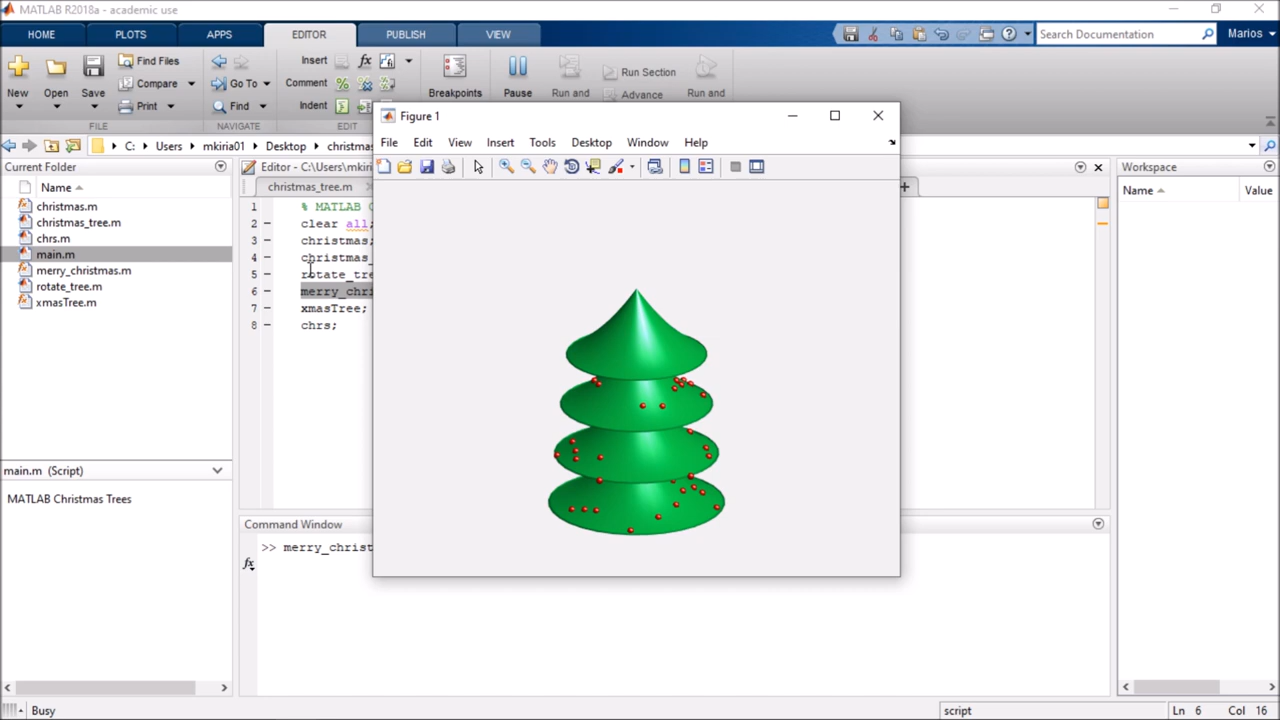 MATLAB R2018a - academic use
HOME PLOTS APPS EDITOR PUBLISH VIEW Search Documentation Marios
New Open Save Find Files Compare Print
Go To Find
Insert fx
Comment
Indent
Breakpoints Pause Run and Run Section Advance Run and
FILE NAVIGATE EDIT
C: Users mkiria01 Desktop christmas
Current Folder
Name
christmas.m
christmas_tree.m
chrs.m
main.m
merry_christmas.m
rotate_tree.m
xmasTree.m
main.m (Script)
MATLAB Christmas Trees
Editor - C:\Users\mki
christmas_tree.m
1 % MATLAB C
2 clear all;
3 christmas;
4 christmas_
5 rotate_tre
6 merry_chri
7 xmasTree;
8 chrs;
Figure 1
File Edit View Insert Tools Desktop Window Help
Command Window
fx >> merry_christ
Workspace
Name Value
Busy script Ln 6 Col 16